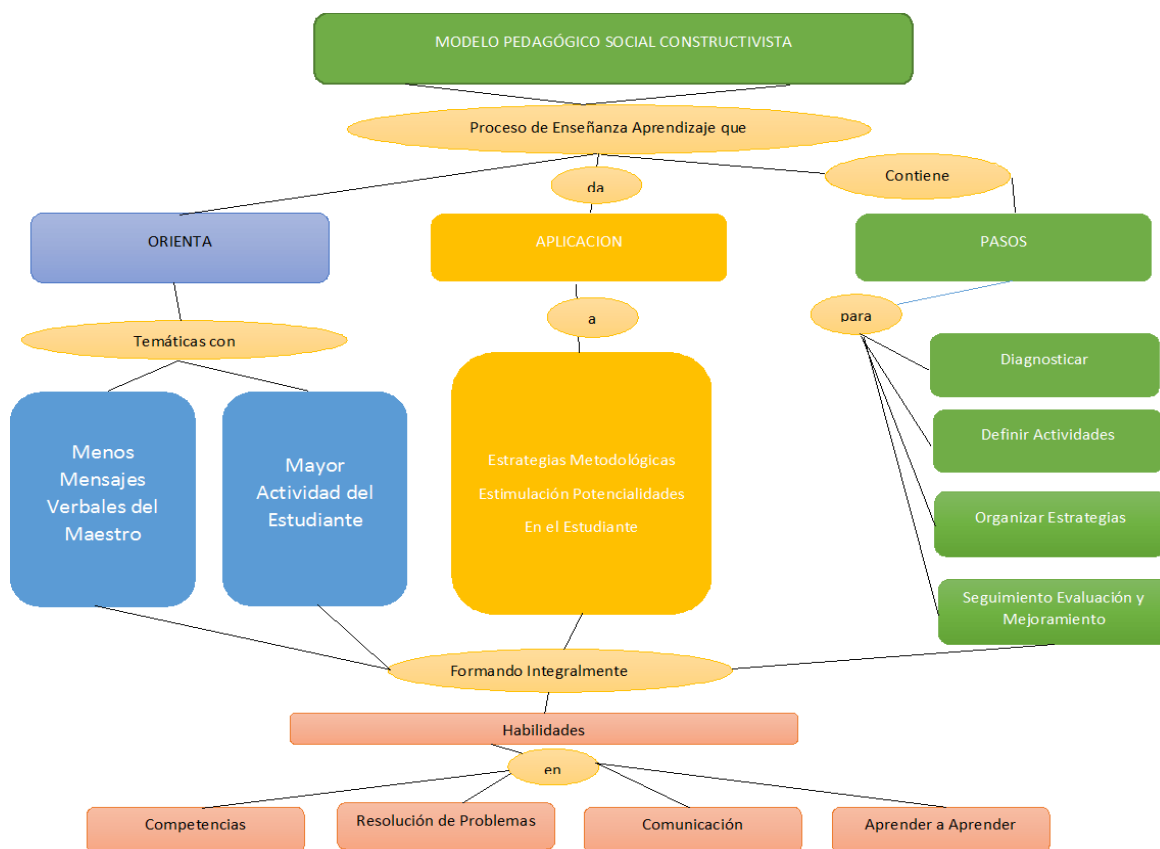 MODELO PEDAGÓGICO SOCIAL CONSTRUCTIVISTA
Proceso de Enseñanza Aprendizaje que
da
Contiene
ORIENTA
APLICACION
PASOS
Temáticas con
a
para
Menos
Mensajes
Verbales del
Maestro
Mayor
Actividad del
Estudiante
Estrategias Metodológicas
Estimulación Potencialidades
En el Estudiante
Diagnosticar
Definir Actividades
Organizar Estrategias
Seguimiento Evaluación y
Mejoramiento
Formando Integralmente
Habilidades
en
Competencias
Resolución de Problemas
Comunicación
Aprender a Aprender